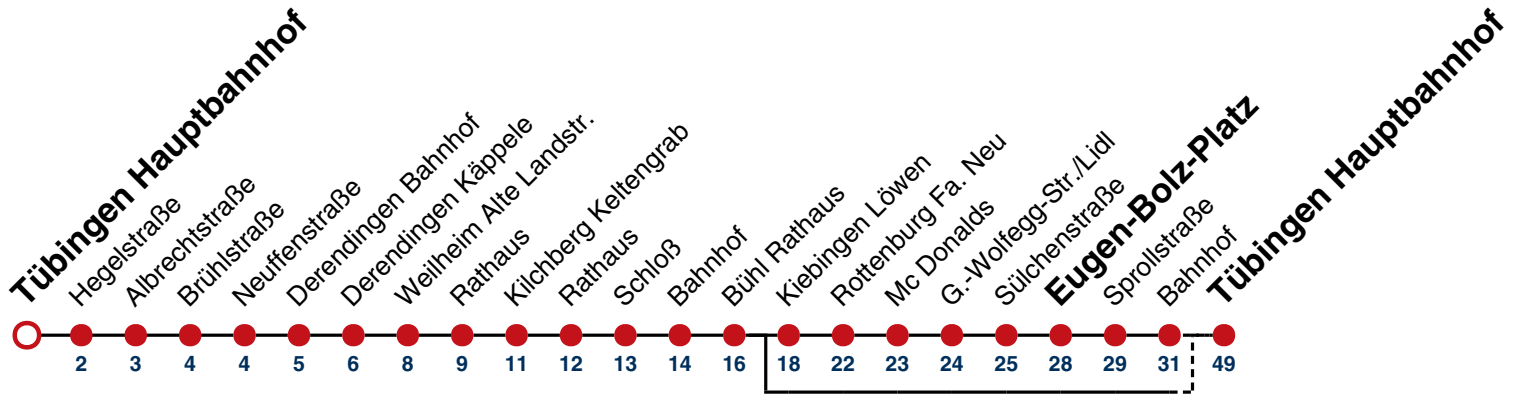 Tübingen Hauptbahnhof
Hegelstraße
Albrechtstraße
Brühlstraße
Neuffenstraße
Derendingen Bahnhof
Derendingen Käppele
Weilheim Alte Landstr.
Rathaus
Kilchberg Keltengrab
Rathaus
Schloß
Bahnhof
Bühl Rathaus
Kiebingen Löwen
Rottenburg Fa. Neu
Mc Donalds
G.-Wolfegg-Str./Lidl
Sülchenstraße
Eugen-Bolz-Platz
Sprollstraße
Bahnhof
Tübingen Hauptbahnhof
2 3 4 4 5 6 8 9 11 12 13 14 16 18 22 23 24 25 28 29 31 49